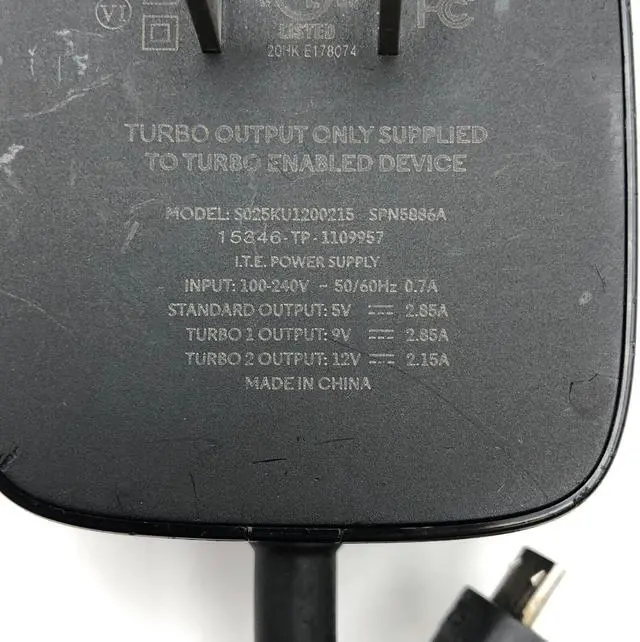 VI
LISTED
20HK E178074
FC
TURBO OUTPUT ONLY SUPPLIED
TO TURBO ENABLED DEVICE
MODEL: S025KU1200215 SPN5886A
15346-TP-1109957
I.T.E. POWER SUPPLY
INPUT: 100-240V ~ 50/60Hz 0.7A
STANDARD OUTPUT: 5V ⎓ 2.85A
TURBO 1 OUTPUT: 9V ⎓ 2.85A
TURBO 2 OUTPUT: 12V ⎓ 2.15A
MADE IN CHINA